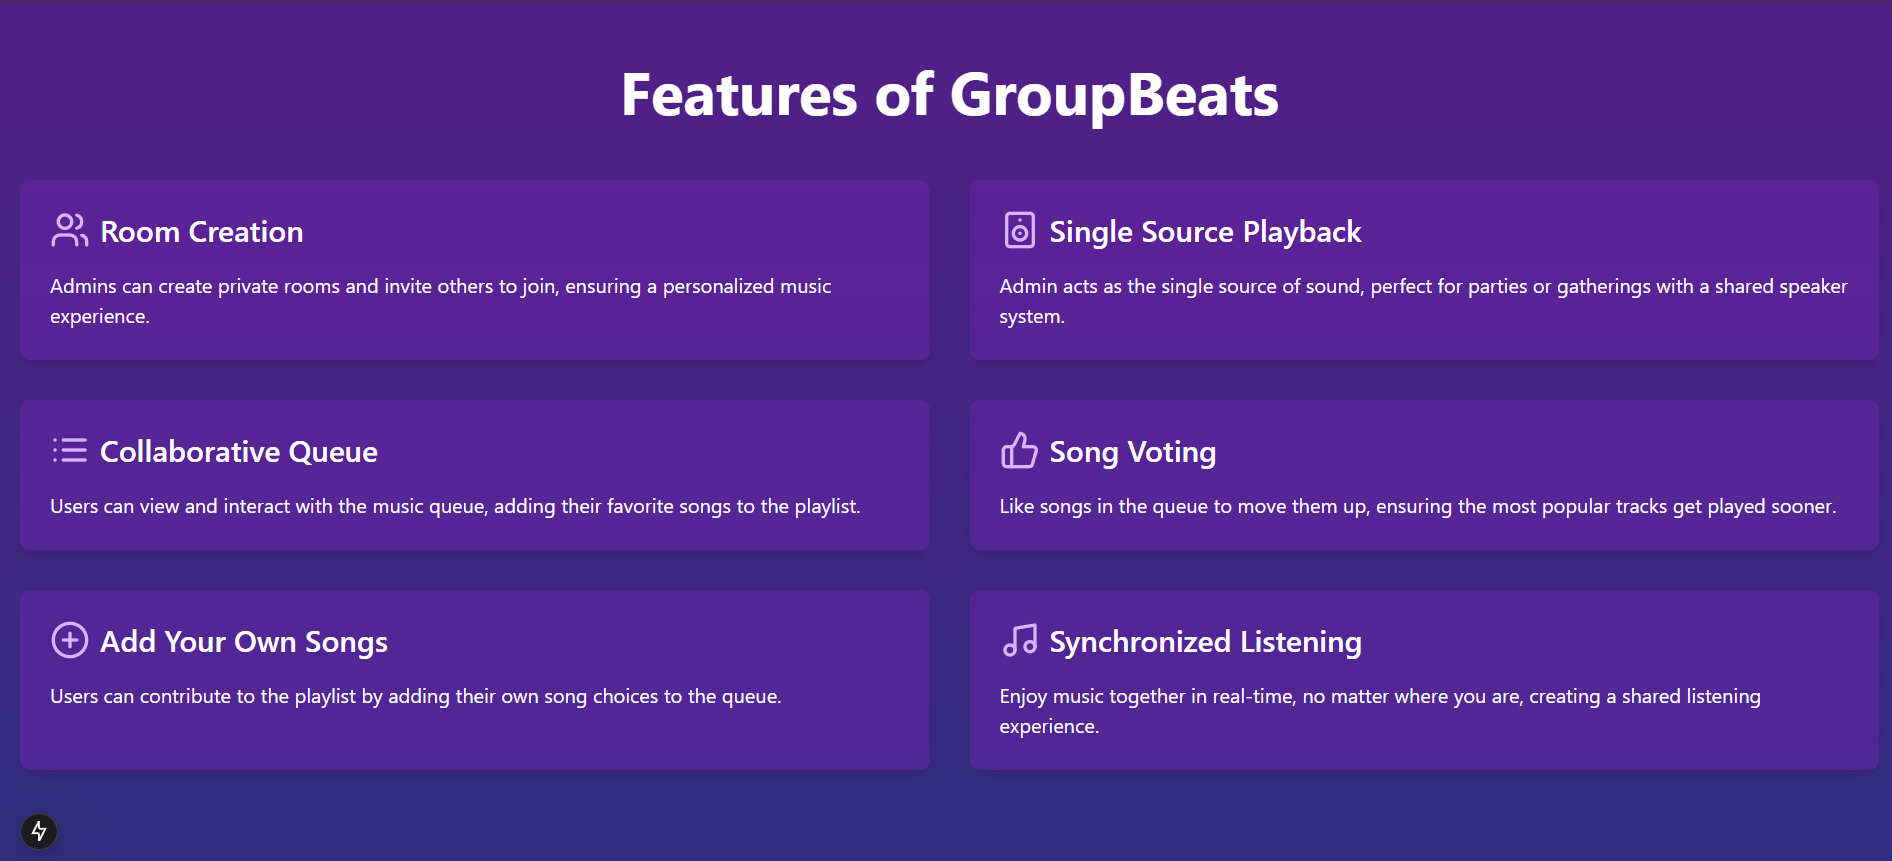 Features of GroupBeats
Room Creation
Admins can create private rooms and invite others to join, ensuring a personalized music
experience.
Single Source Playback
Admin acts as the single source of sound, perfect for parties or gatherings with a shared speaker
system.
Collaborative Queue
Users can view and interact with the music queue, adding their favorite songs to the playlist.
Song Voting
Like songs in the queue to move them up, ensuring the most popular tracks get played sooner.
Add Your Own Songs
Users can contribute to the playlist by adding their own song choices to the queue.
Synchronized Listening
Enjoy music together in real-time, no matter where you are, creating a shared listening
experience.